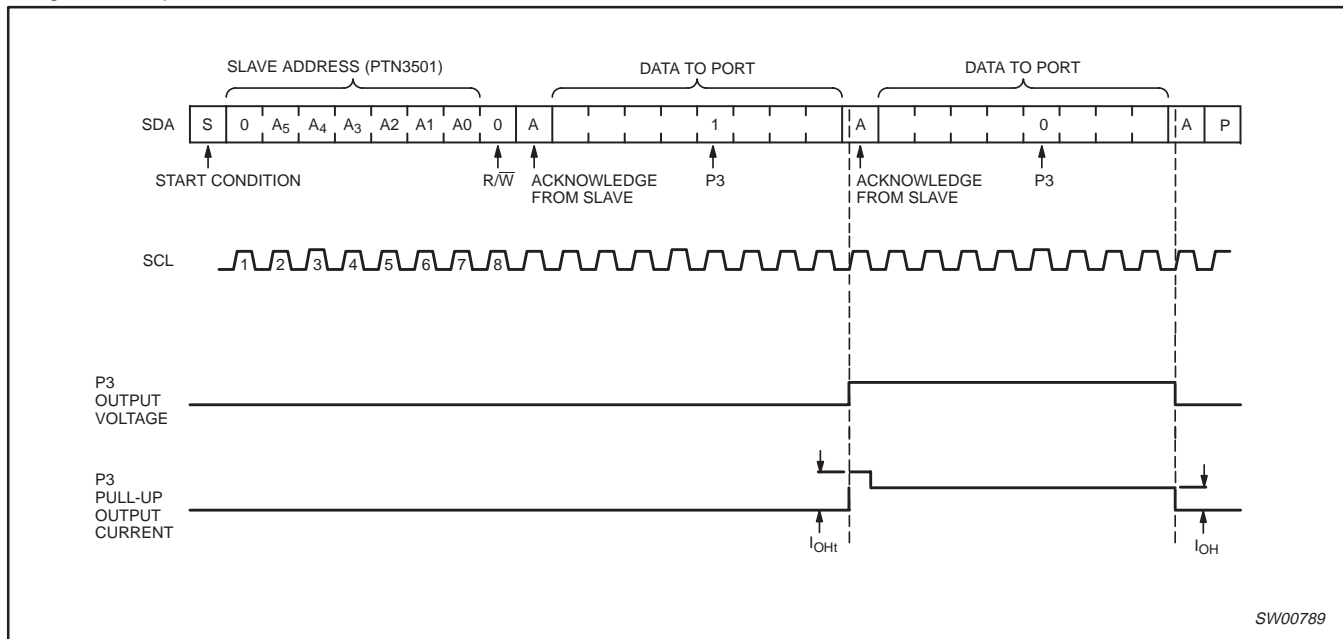 SLAVE ADDRESS (PTN3501) DATA TO PORT DATA TO PORT
SDA S 0 A5 A4 A3 A2 A1 A0 0 A 1 A 0 A P
START CONDITION R/W̅ ACKNOWLEDGE FROM SLAVE P3 ACKNOWLEDGE FROM SLAVE P3
SCL 1 2 3 4 5 6 7 8
P3
OUTPUT
VOLTAGE
P3
PULL-UP
OUTPUT
CURRENT
IOHt IOH
SW00789